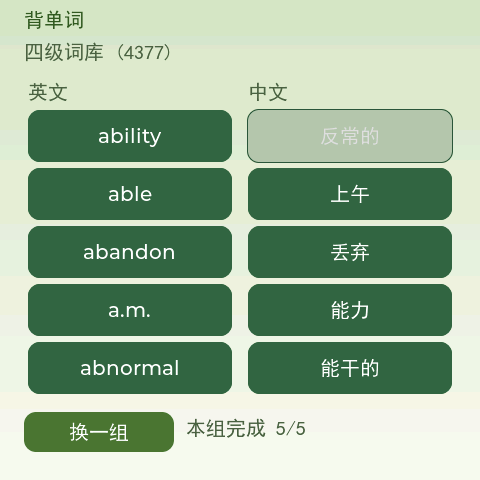 背单词
四级词库（4377）
英文 中文
ability 反常的
able 上午
abandon 丢弃
a.m. 能力
abnormal 能干的
换一组 本组完成 5/5